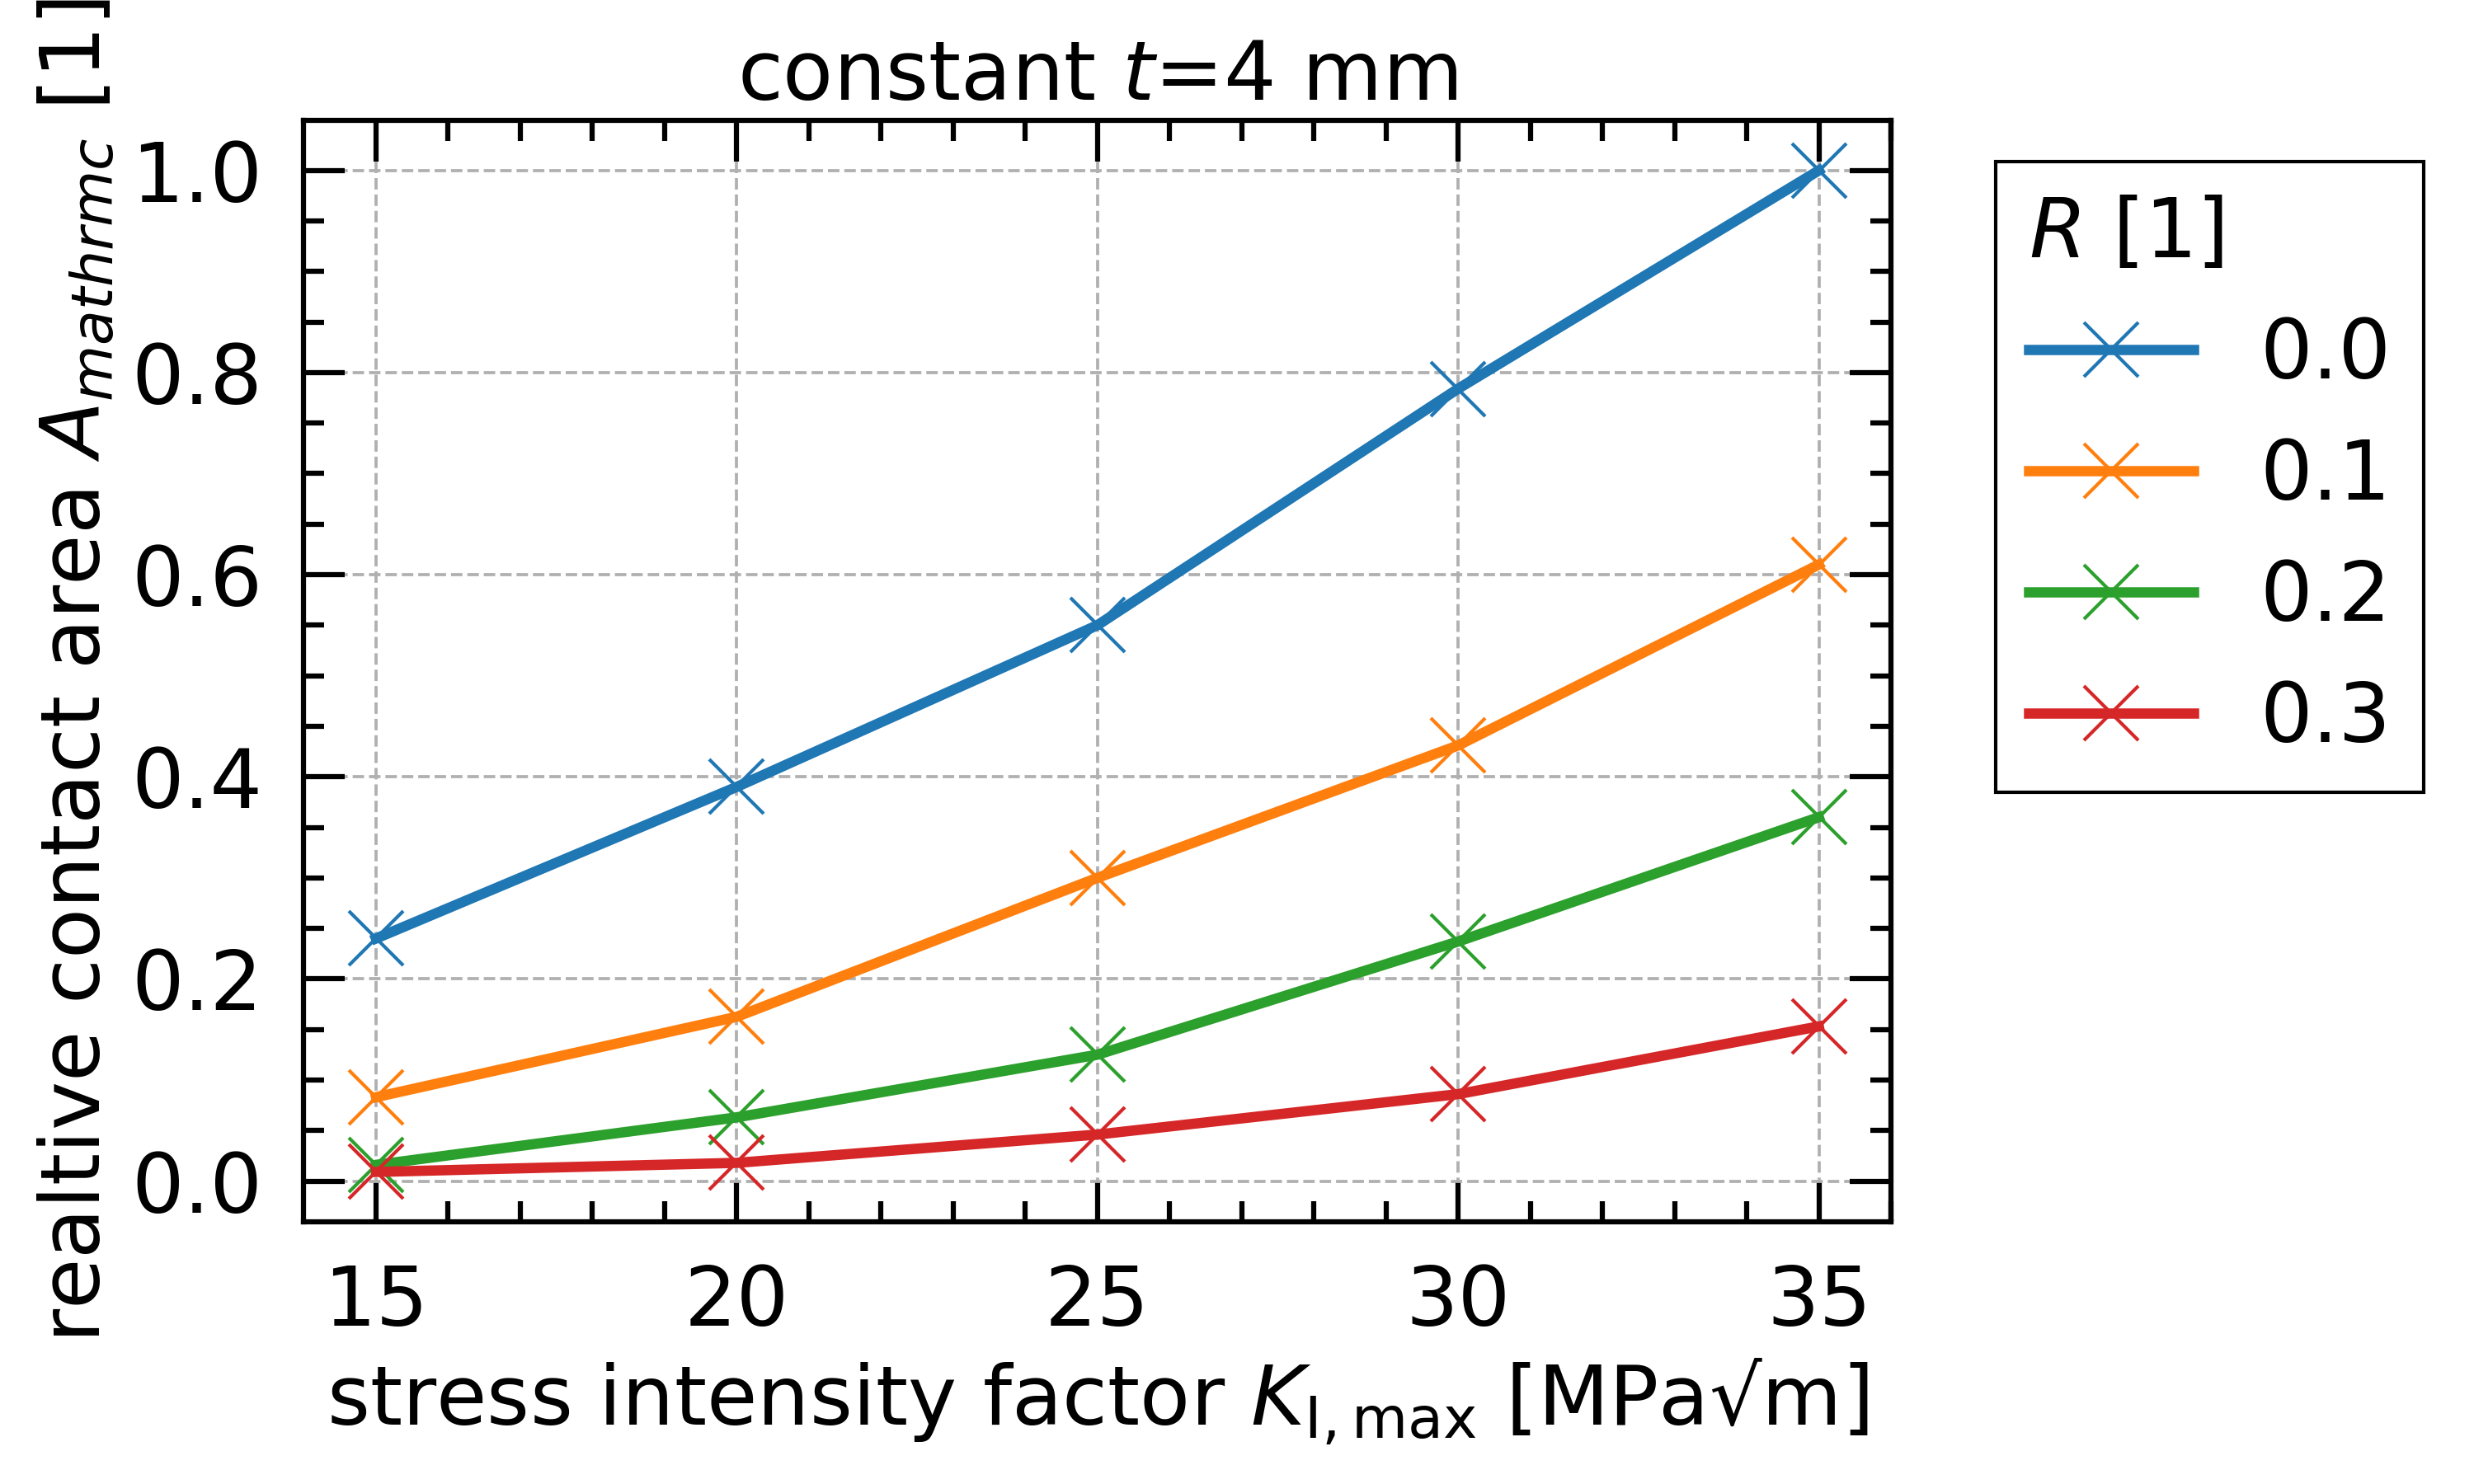 constant t=4 mm
realtive contact area A_mathrmc [1]
1.0
0.8
0.6
0.4
0.2
0.0
15 20 25 30 35
stress intensity factor K_I, max [MPa√m]
R [1]
0.0
0.1
0.2
0.3